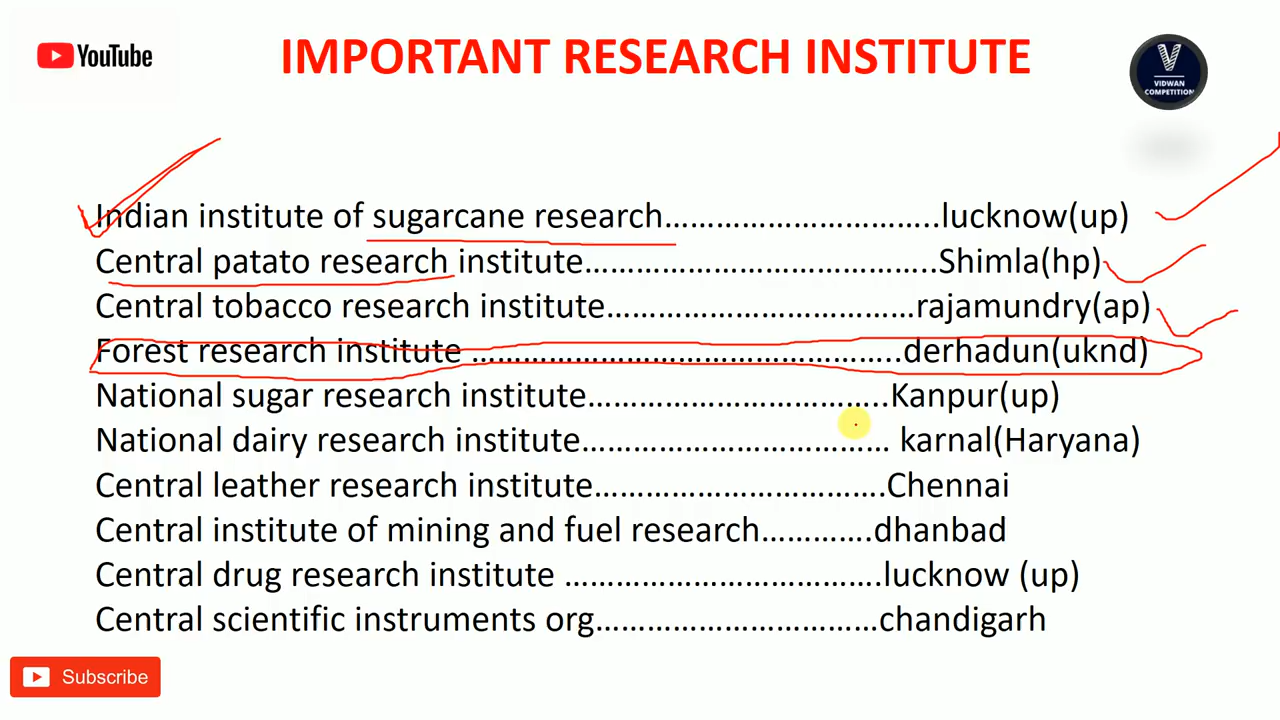 YouTube
IMPORTANT RESEARCH INSTITUTE
VIDWAN
COMPETITION
Indian institute of sugarcane research…………………………..lucknow(up)
Central patato research institute…………………………………..Shimla(hp)
Central tobacco research institute………………………………rajamundry(ap)
Forest research institute …………………………………………..derhadun(uknd)
National sugar research institute……………………………..Kanpur(up)
National dairy research institute……………………………… karnal(Haryana)
Central leather research institute…………………………….Chennai
Central institute of mining and fuel research………….dhanbad
Central drug research institute ……………………………….lucknow (up)
Central scientific instruments org……………………………chandigarh
Subscribe